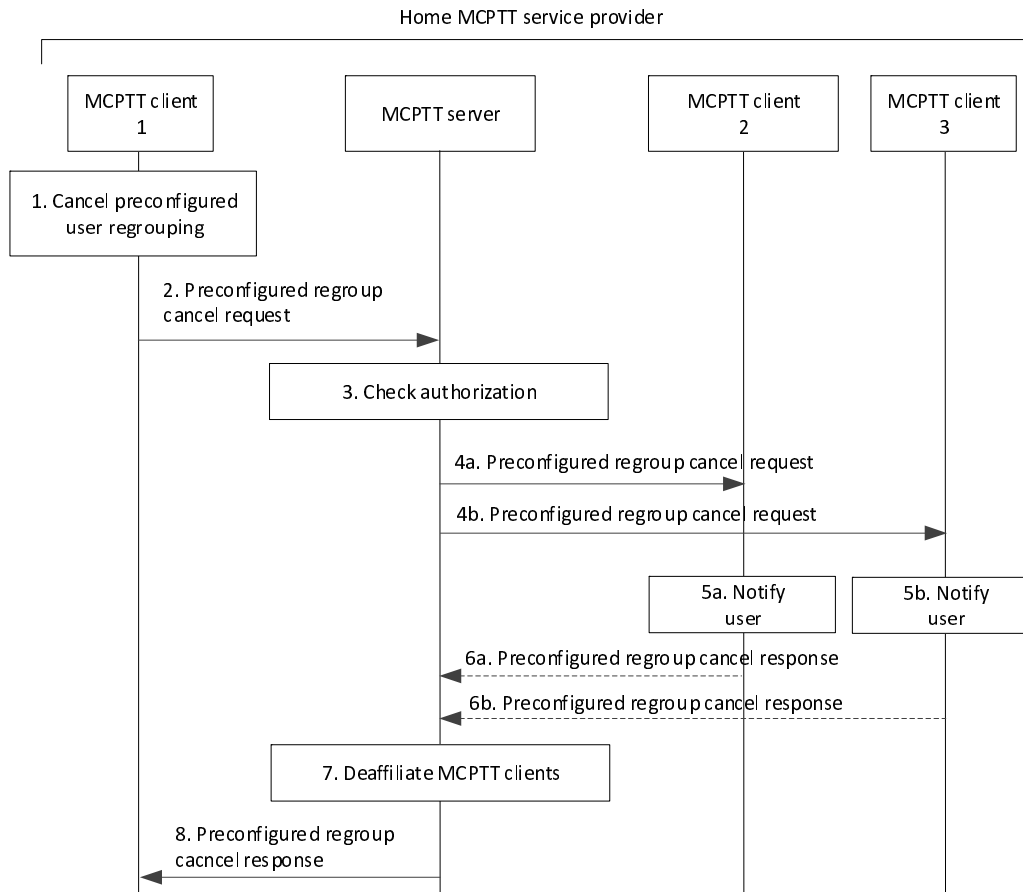 Home MCPTT service provider
MCPTT client
1
MCPTT server
MCPTT client
2
MCPTT client
3
1. Cancel preconfigured
user regrouping
2. Preconfigured regroup
cancel request
3. Check authorization
4a. Preconfigured regroup cancel request
4b. Preconfigured regroup cancel request
5a. Notify
user
5b. Notify
user
6a. Preconfigured regroup cancel response
6b. Preconfigured regroup cancel response
7. Deaffiliate MCPTT clients
8. Preconfigured regroup
cacncel response